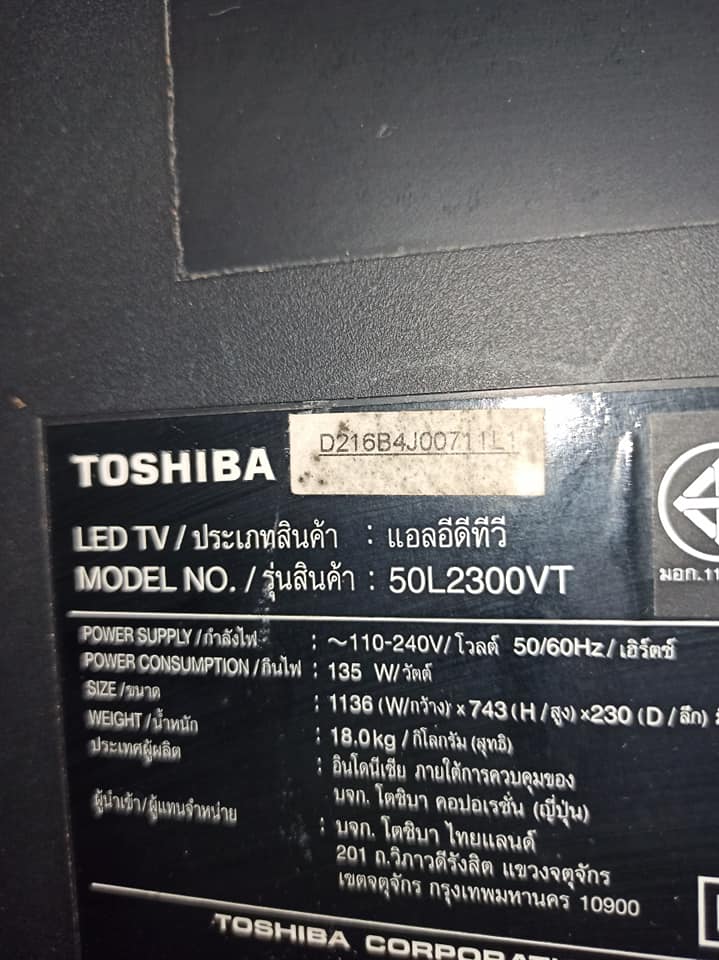 D216B4J00711L1
TOSHIBA
LED TV / ประเภทสินค้า : แอลอีดีทีวี
MODEL NO. / รุ่นสินค้า : 50L2300VT
มอก.11
POWER SUPPLY / กำลังไฟ : ~110-240V / โวลต์ 50/60Hz / เฮิร์ตซ์
POWER CONSUMPTION / กินไฟ : 135 W / วัตต์
SIZE / ขนาด : 1136 (W / กว้าง) x 743 (H / สูง) x 230 (D / ลึก)
WEIGHT / น้ำหนัก : 18.0kg / กิโลกรัม (สุทธิ)
ประเทศผู้ผลิต : อินโดนีเซีย ภายใต้การควบคุมของ
บจก. โตชิบา คอปอเรชั่น (ญี่ปุ่น)
ผู้นำเข้า/ผู้แทนจำหน่าย : บจก. โตชิบา ไทยแลนด์
201 ถ.วิภาวดีรังสิต แขวงจตุจักร
เขตจตุจักร กรุงเทพมหานคร 10900
TOSHIBA CORPORATI